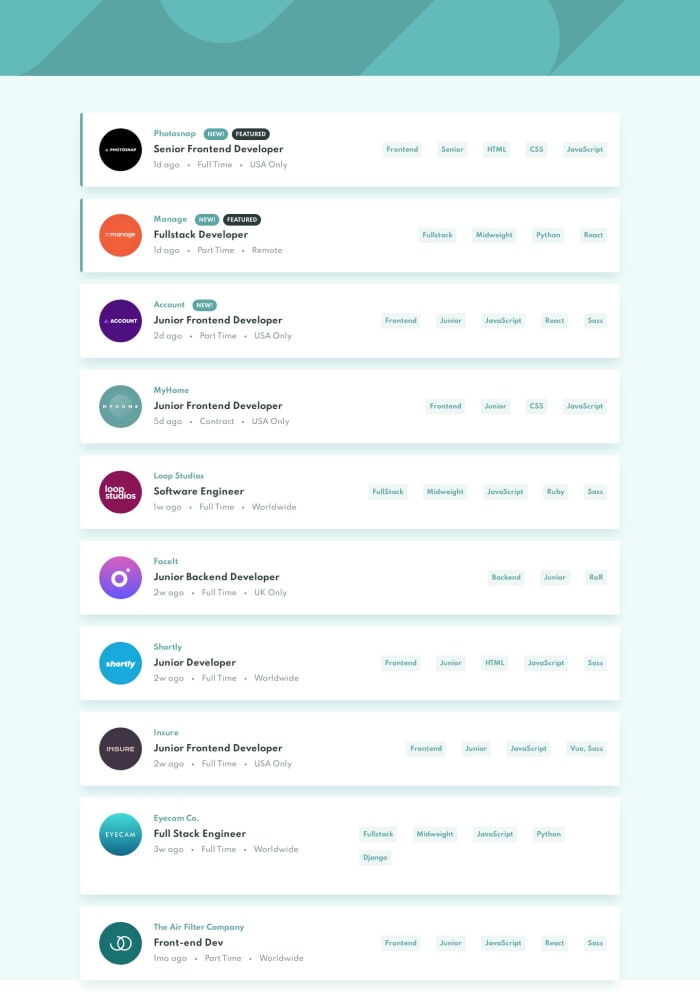 PHOTOSNAP
Photosnap NEW! FEATURED
Senior Frontend Developer
1d ago • Full Time • USA Only
Frontend Senior HTML CSS JavaScript
manage
Manage NEW! FEATURED
Fullstack Developer
1d ago • Part Time • Remote
Fullstack Midweight Python React
ACCOUNT
Account NEW!
Junior Frontend Developer
2d ago • Part Time • USA Only
Frontend Junior JavaScript React Sass
MYHOME
MyHome
Junior Frontend Developer
5d ago • Contract • USA Only
Frontend Junior CSS JavaScript
loop
studios
Loop Studios
Software Engineer
1w ago • Full Time • Worldwide
FullStack Midweight JavaScript Ruby Sass
FaceIt
Junior Backend Developer
2w ago • Full Time • UK Only
Backend Junior RoR
shortly
Shortly
Junior Developer
2w ago • Full Time • Worldwide
Frontend Junior HTML JavaScript Sass
INSURE
Insure
Junior Frontend Developer
2w ago • Full Time • USA Only
Frontend Junior JavaScript Vue, Sass
EYECAM
Eyecam Co.
Full Stack Engineer
3w ago • Full Time • Worldwide
Fullstack Midweight JavaScript Python
Django
The Air Filter Company
Front-end Dev
1mo ago • Part Time • Worldwide
Frontend Junior JavaScript React Sass